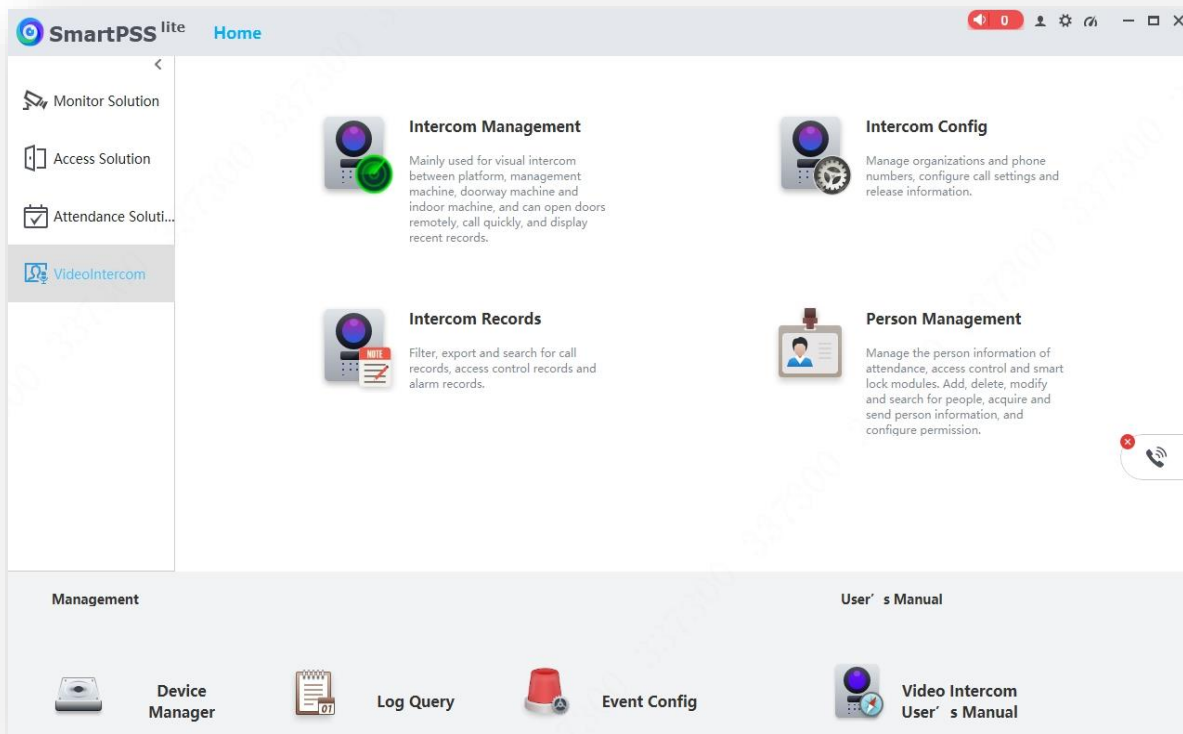 SmartPSS lite
Home
0
Monitor Solution
Access Solution
Attendance Soluti...
VideoIntercom
Intercom Management
Mainly used for visual intercom
between platform, management
machine, doorway machine and
indoor machine, and can open doors
remotely, call quickly, and display
recent records.
Intercom Config
Manage organizations and phone
numbers, configure call settings and
release information.
Intercom Records
Filter, export and search for call
records, access control records and
alarm records.
NOTE
Person Management
Manage the person information of
attendance, access control and smart
lock modules. Add, delete, modify
and search for people, acquire and
send person information, and
configure permission.
Management
User′ s Manual
Device
Manager
01
Log Query
Event Config
Video Intercom
User′ s Manual
337300